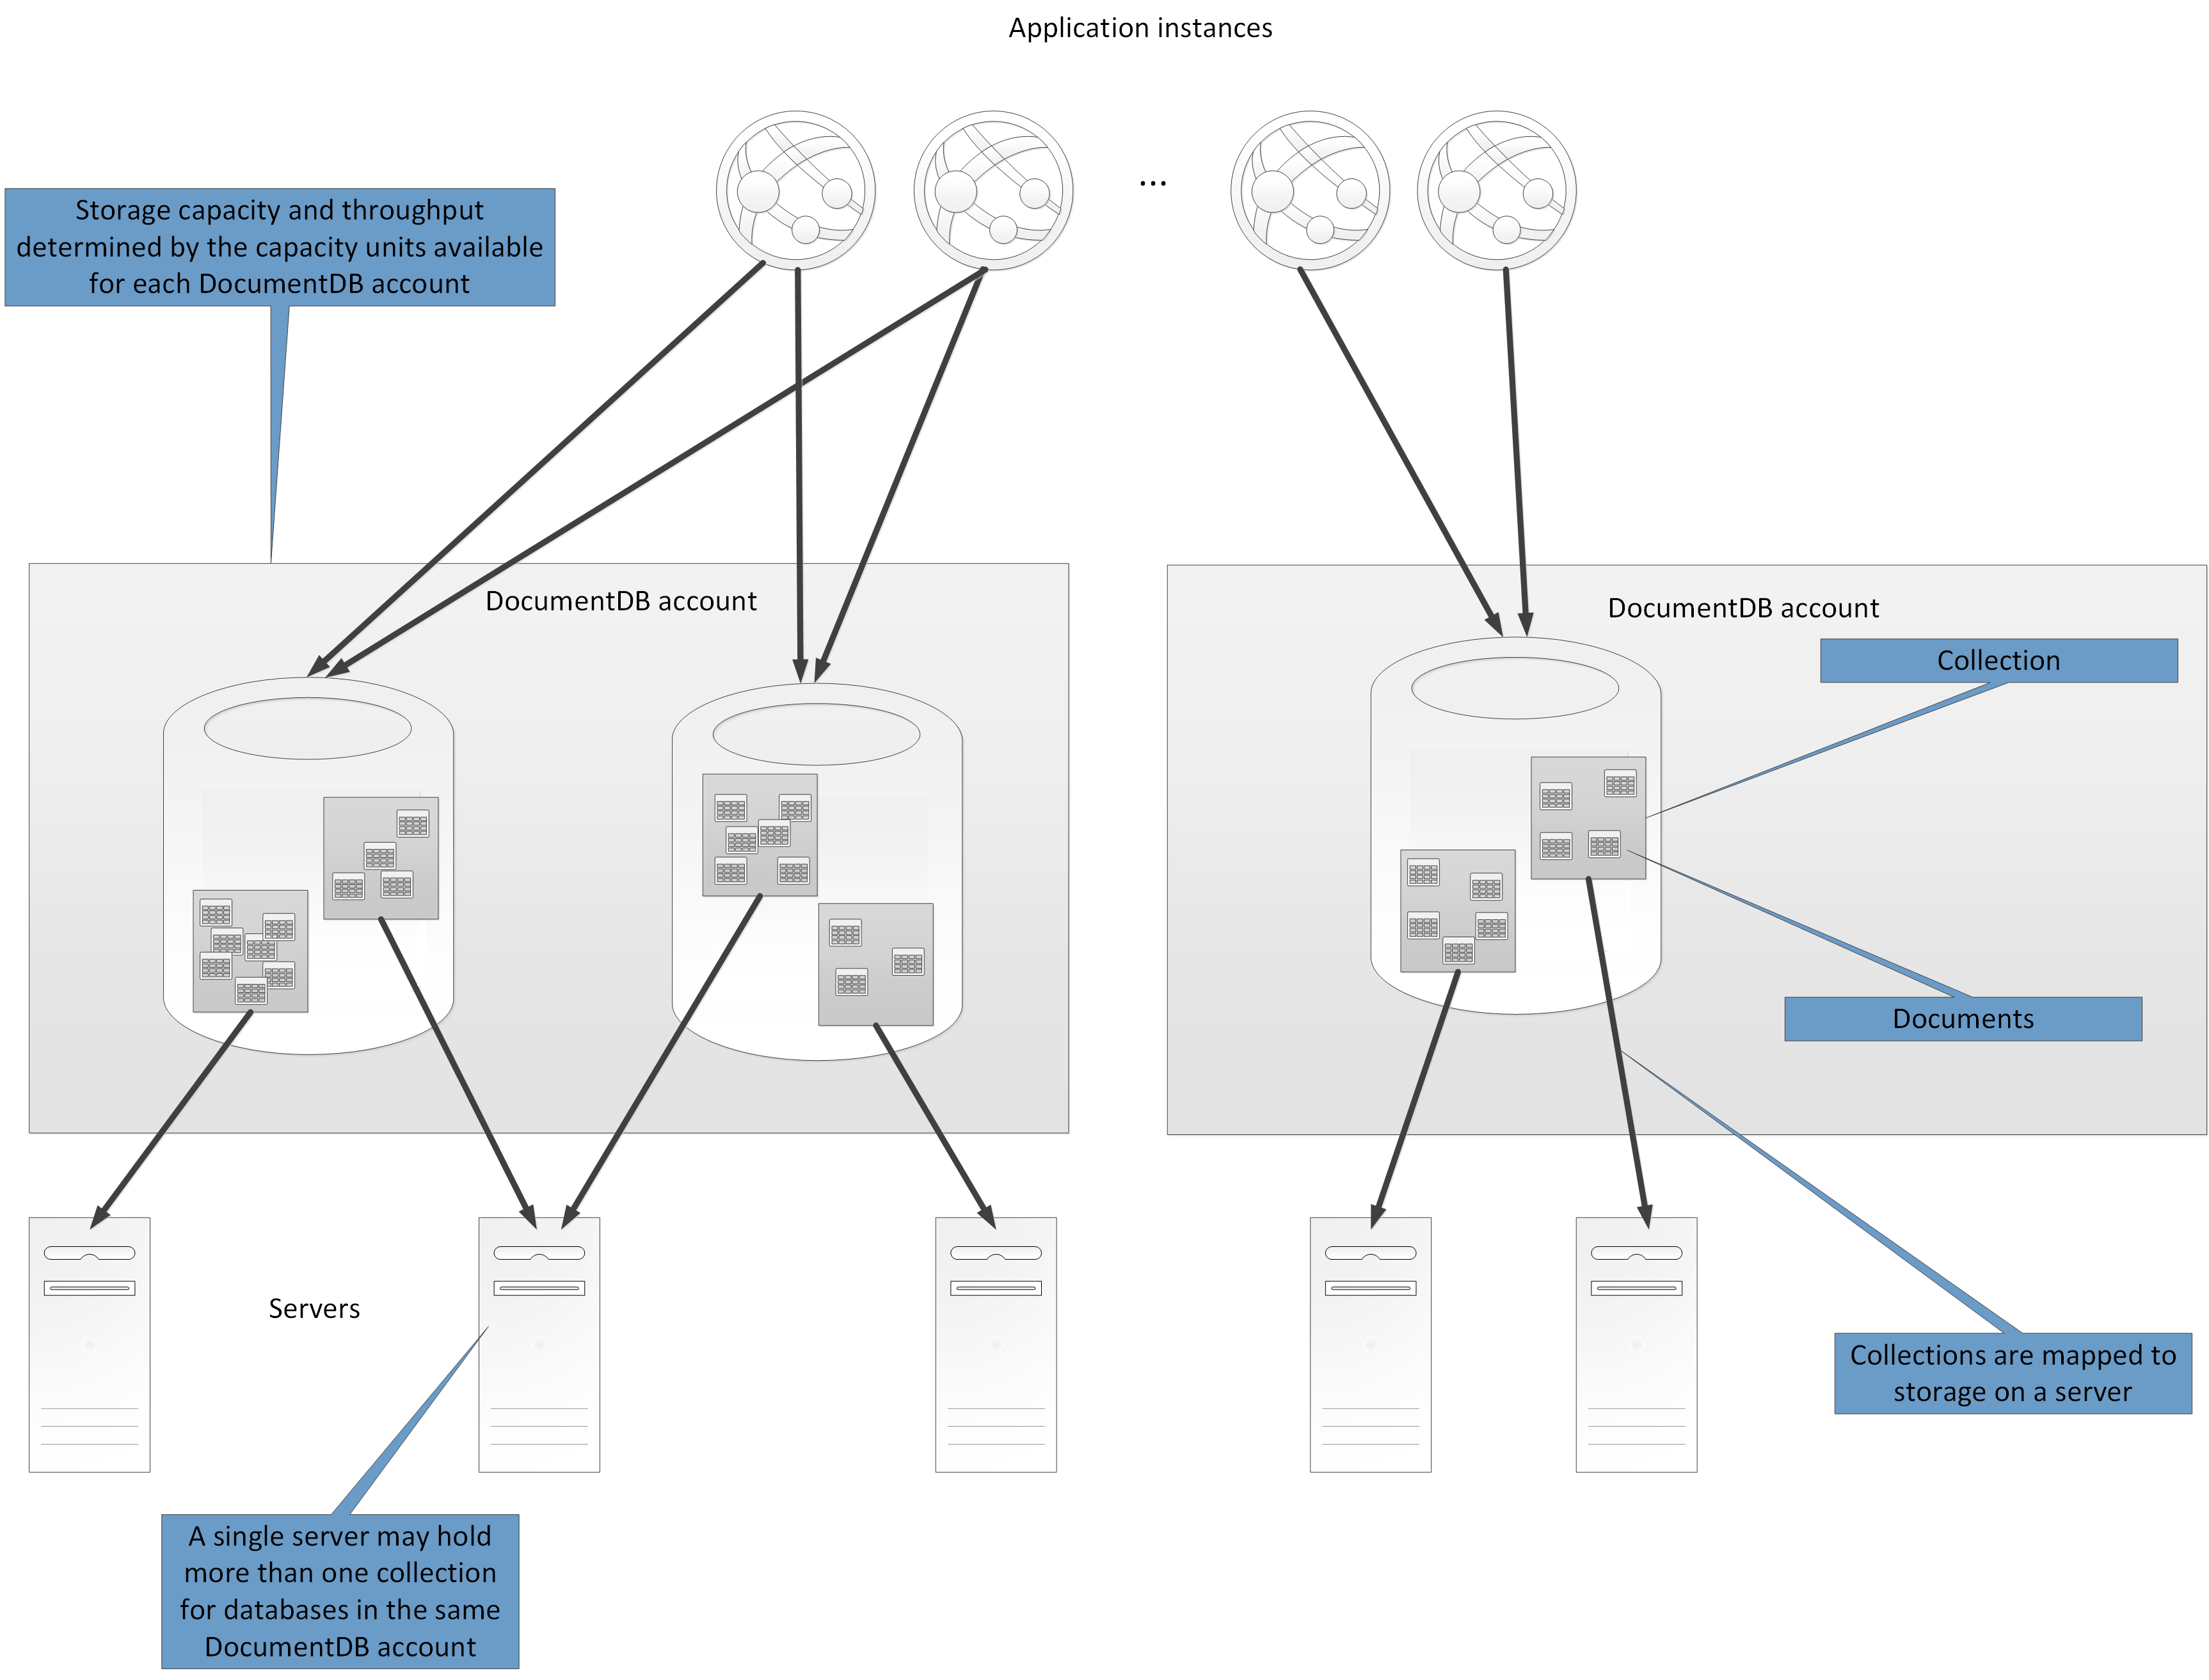 Application instances
...
Storage capacity and throughput
determined by the capacity units available
for each DocumentDB account
DocumentDB account
DocumentDB account
Collection
Documents
Servers
Collections are mapped to
storage on a server
A single server may hold
more than one collection
for databases in the same
DocumentDB account